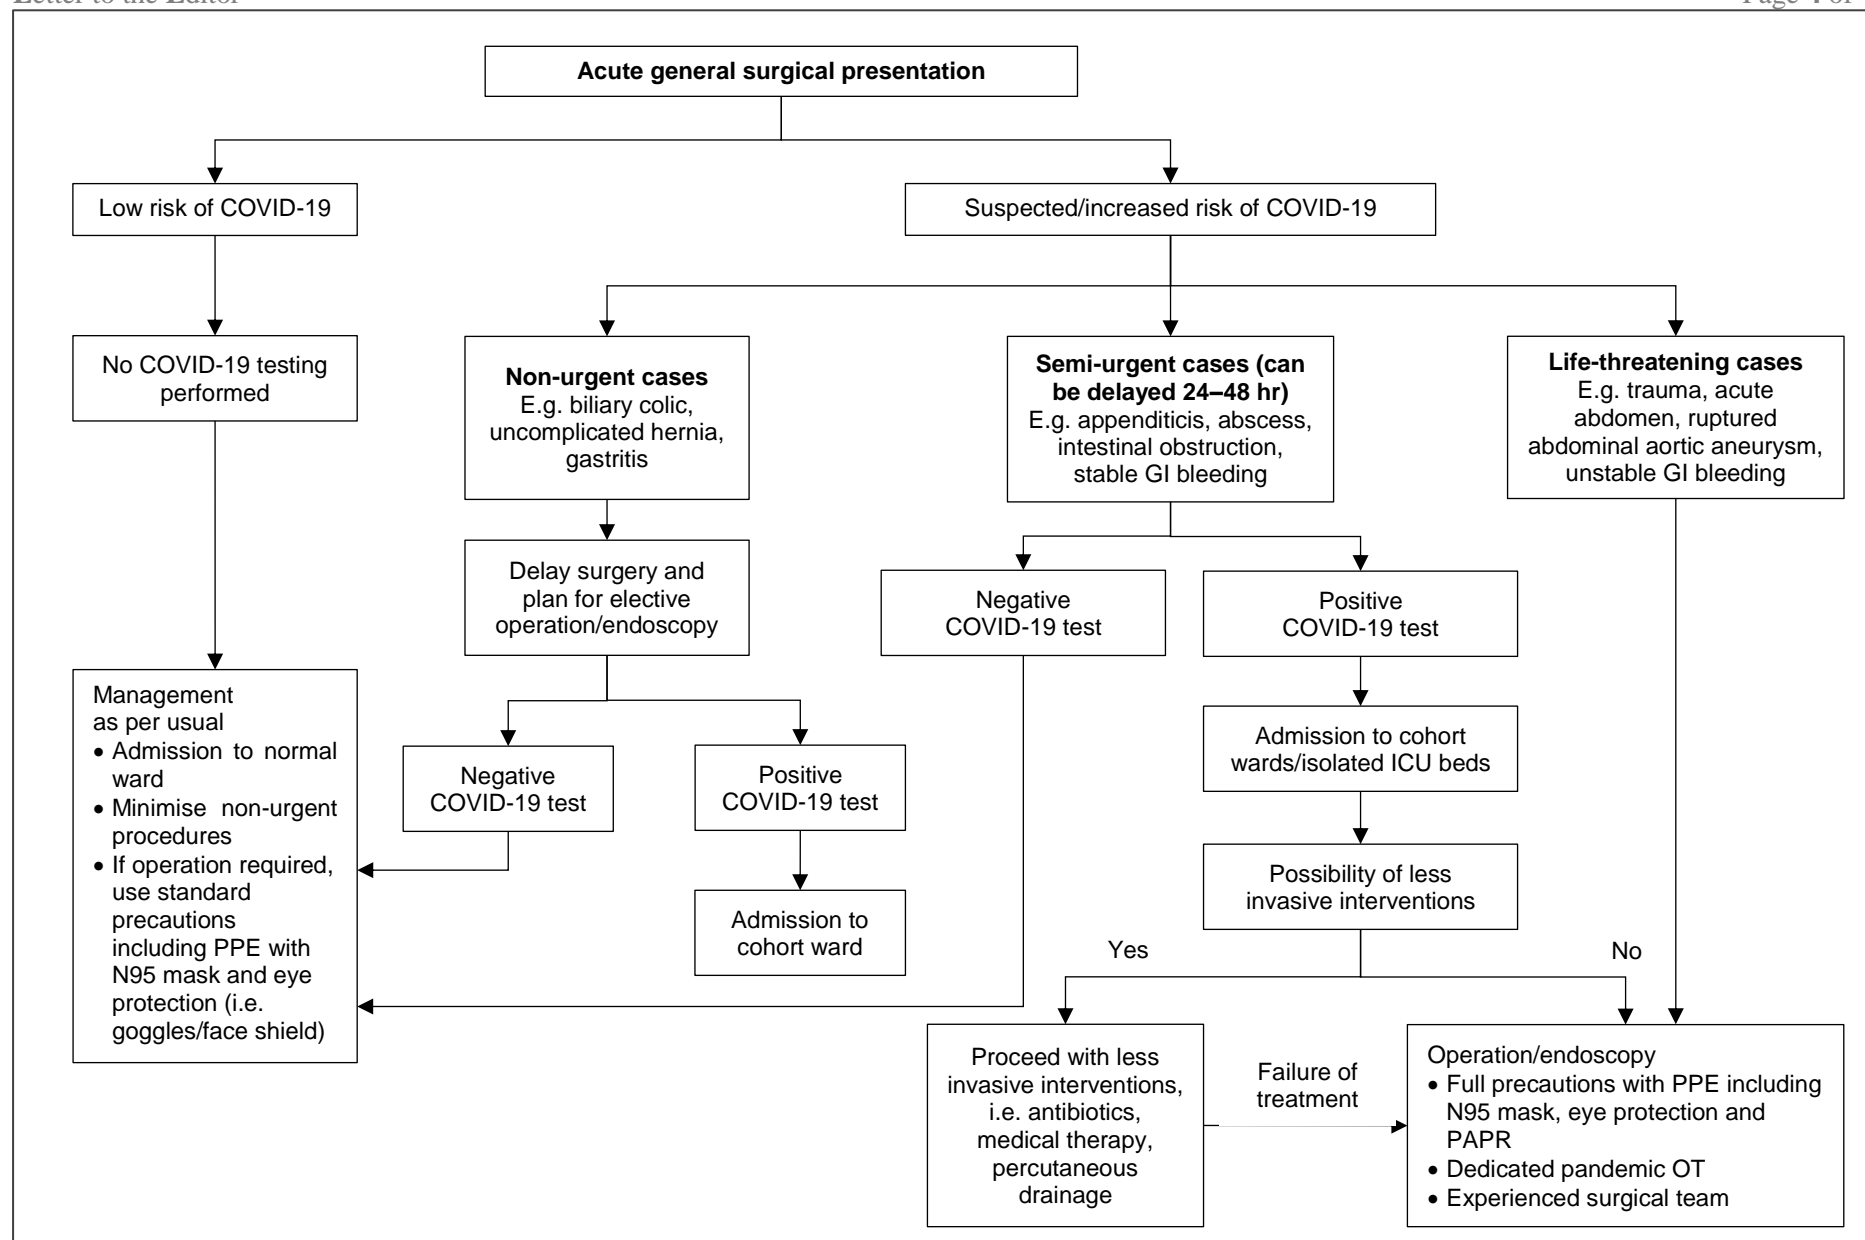 Letter to the Editor
Acute general surgical presentation
Low risk of COVID-19
Suspected/increased risk of COVID-19
No COVID-19 testing
performed
Non-urgent cases
E.g. biliary colic,
uncomplicated hernia,
gastritis
Semi-urgent cases (can
be delayed 24–48 hr)
E.g. appenditicis, abscess,
intestinal obstruction,
stable GI bleeding
Life-threatening cases
E.g. trauma, acute
abdomen, ruptured
abdominal aortic aneurysm,
unstable GI bleeding
Delay surgery and
plan for elective
operation/endoscopy
Negative
COVID-19 test
Positive
COVID-19 test
Management
as per usual
• Admission to normal
ward
• Minimise non-urgent
procedures
• If operation required,
use standard
precautions
including PPE with
N95 mask and eye
protection (i.e.
goggles/face shield)
Negative
COVID-19 test
Positive
COVID-19 test
Admission to
cohort ward
Admission to cohort
wards/isolated ICU beds
Possibility of less
invasive interventions
Yes
No
Proceed with less
invasive interventions,
i.e. antibiotics,
medical therapy,
percutaneous
drainage
Failure of
treatment
Operation/endoscopy
• Full precautions with PPE including
N95 mask, eye protection and
PAPR
• Dedicated pandemic OT
• Experienced surgical team